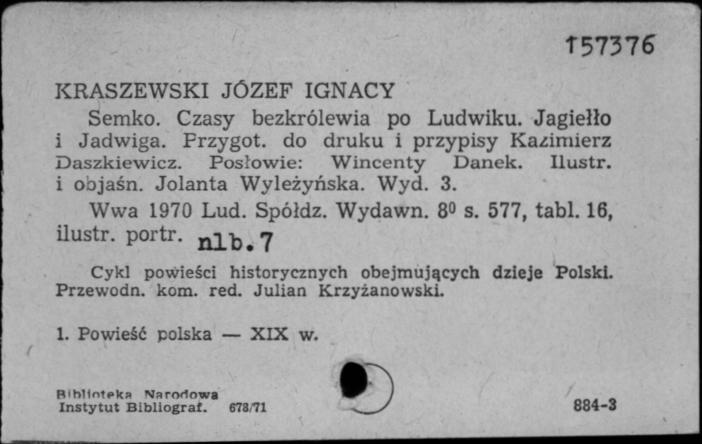 157376
KRASZEWSKI JÓZEF IGNACY
Semko. Czasy bezkrólewia po Ludwiku. Jagiełło
i Jadwiga. Przygot. do druku i przypisy Kazimierz
Daszkiewicz. Posłowie: Wincenty Danek. Ilustr.
i objaśn. Jolanta Wyleżyńska. Wyd. 3.
Wwa 1970 Lud. Spółdz. Wydawn. 8⁰ s. 577, tabl. 16,
ilustr. portr. nlb. 7
Cykl powieści historycznych obejmujących dzieje Polski.
Przewodn. kom. red. Julian Krzyżanowski.
1. Powieść polska — XIX w.
Biblioteka Narodowa
Instytut Bibliograf. 678/71 884-3